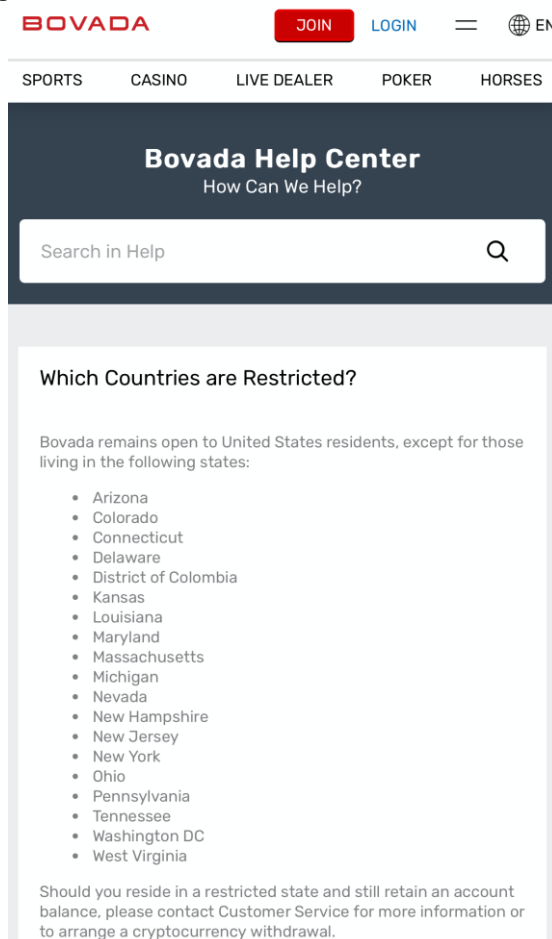 BOVADA JOIN LOGIN EN
SPORTS CASINO LIVE DEALER POKER HORSES
Bovada Help Center
How Can We Help?
Search in Help
Which Countries are Restricted?
Bovada remains open to United States residents, except for those
living in the following states:
• Arizona
• Colorado
• Connecticut
• Delaware
• District of Colombia
• Kansas
• Louisiana
• Maryland
• Massachusetts
• Michigan
• Nevada
• New Hampshire
• New Jersey
• New York
• Ohio
• Pennsylvania
• Tennessee
• Washington DC
• West Virginia
Should you reside in a restricted state and still retain an account
balance, please contact Customer Service for more information or
to arrange a cryptocurrency withdrawal.